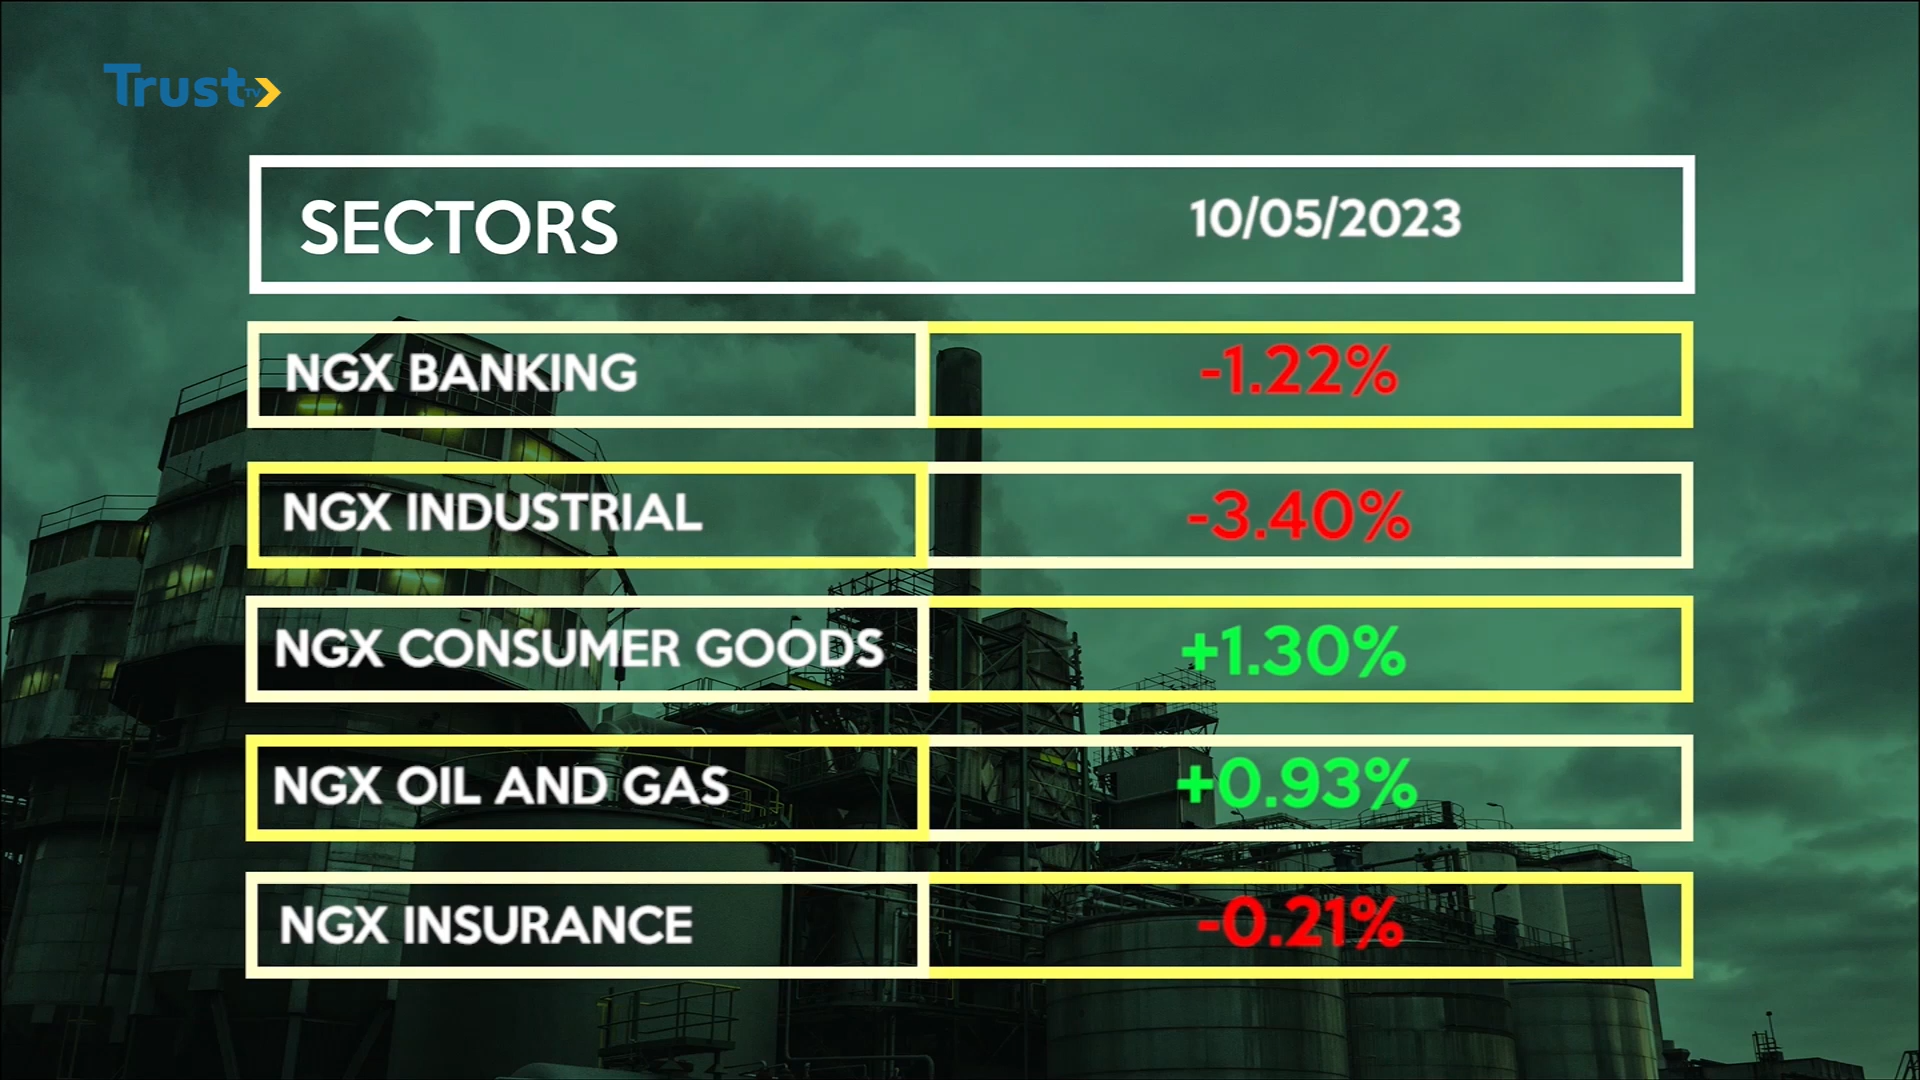 Trust TV
SECTORS 10/05/2023
NGX BANKING -1.22%
NGX INDUSTRIAL -3.40%
NGX CONSUMER GOODS +1.30%
NGX OIL AND GAS +0.93%
NGX INSURANCE -0.21%